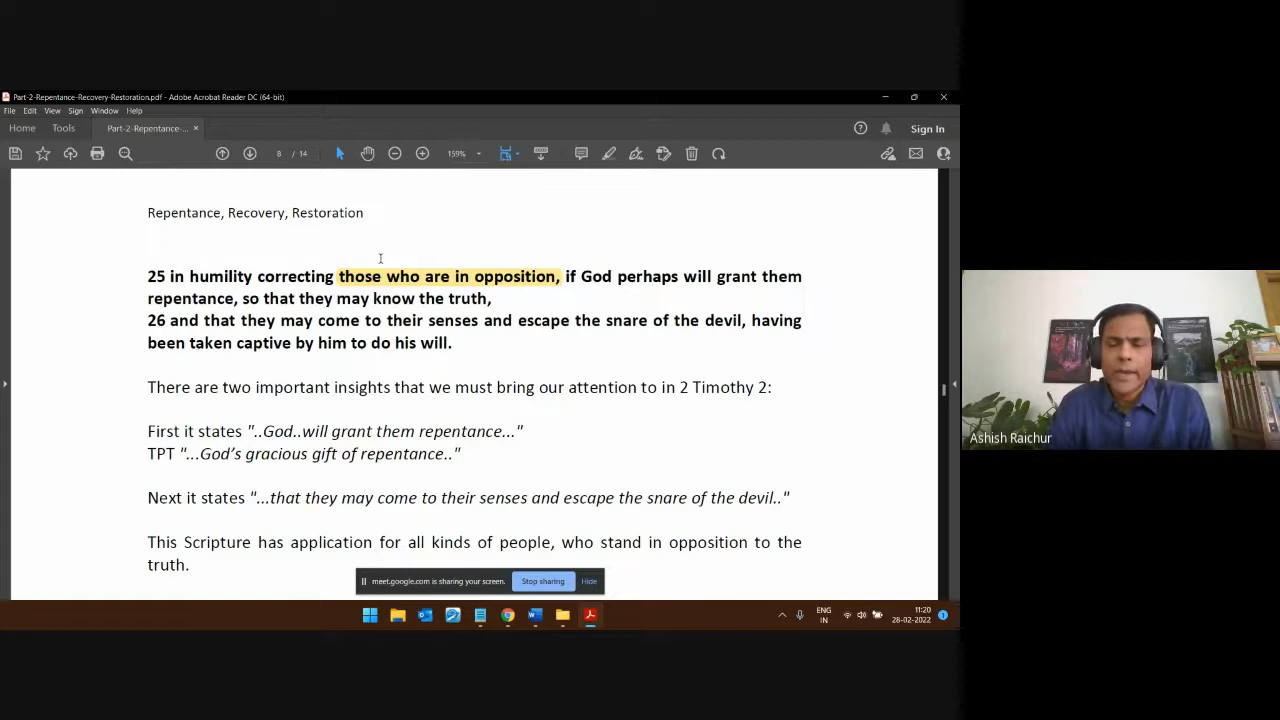 Part-2-Repentance-Recovery-Restoration.pdf - Adobe Acrobat Reader DC (64-bit)
File Edit View Sign Window Help
Home Tools Part-2-Repentance-... × Sign In
8 / 14 159%
Repentance, Recovery, Restoration
25 in humility correcting those who are in opposition, if God perhaps will grant them
repentance, so that they may know the truth,
26 and that they may come to their senses and escape the snare of the devil, having
been taken captive by him to do his will.
There are two important insights that we must bring our attention to in 2 Timothy 2:
First it states "..God..will grant them repentance..."
TPT "...God's gracious gift of repentance.."
Next it states "...that they may come to their senses and escape the snare of the devil.."
This Scripture has application for all kinds of people, who stand in opposition to the
truth.
meet.google.com is sharing your screen. Stop sharing Hide
ENG
IN
11:20
28-02-2022
1
Ashish Raichur